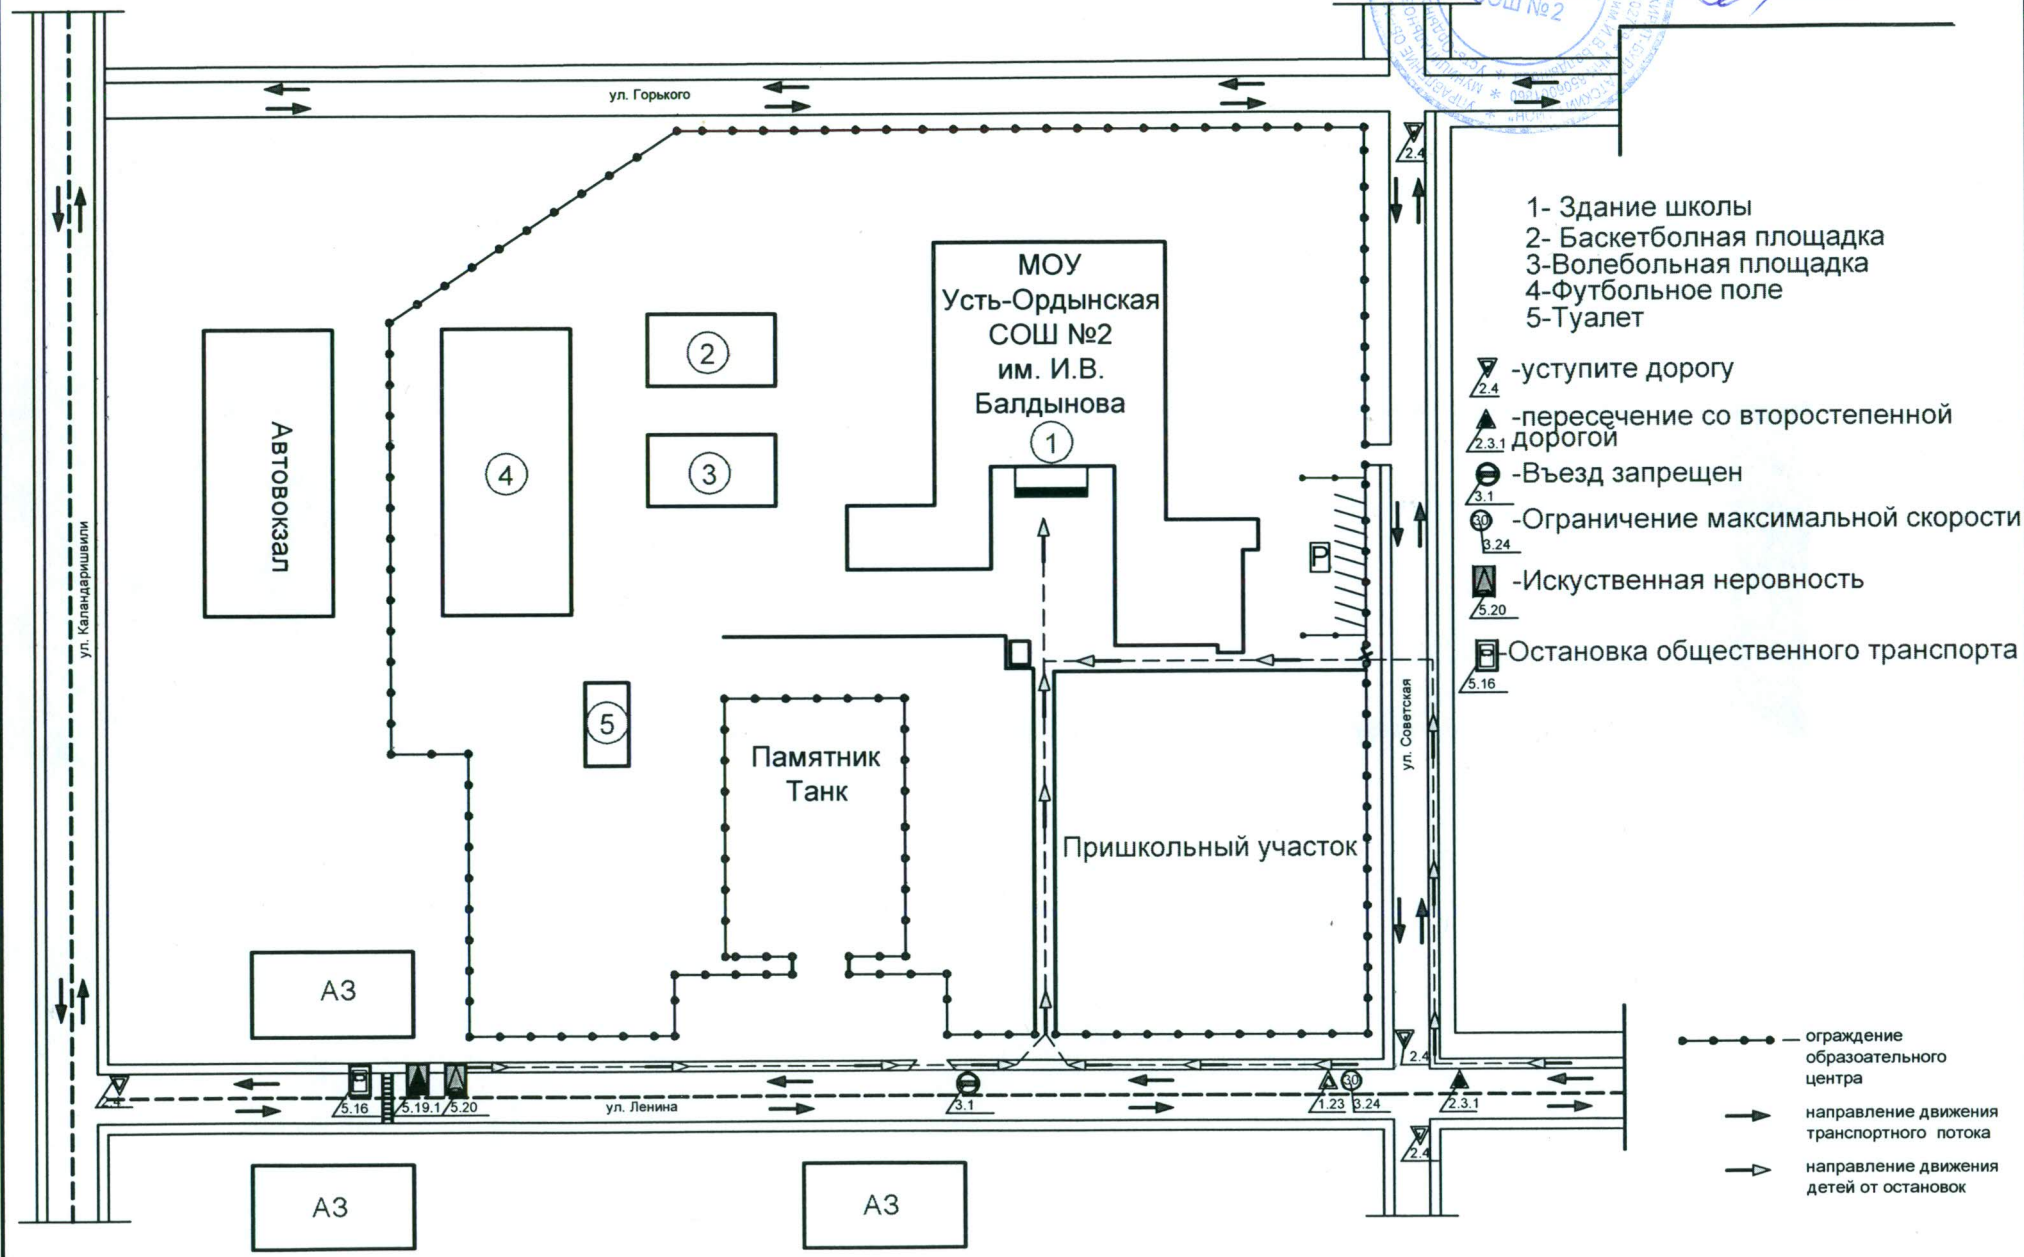 СОШ №2
ул. Горького
2.4
1- Здание школы
2- Баскетболная площадка
3-Волебольная площадка
4-Футбольное поле
5-Туалет
МОУ
Усть-Ордынская
СОШ №2
им. И.В.
Балдынова
1
2
3
4
5
Автовокзал
ул. Каландаришвили
P
-уступите дорогу
2.4
-пересечение со второстепенной
2.3.1 дорогой
-Въезд запрещен
3.1
30 -Ограничение максимальной скорости
3.24
-Искуственная неровность
5.20
-Остановка общественного транспорта
5.16
ул. Советская
Памятник
Танк
Пришкольный участок
АЗ
2.4
5.16
5.19.1
5.20
ул. Ленина
3.1
1.23
30
3.24
2.3.1
2.4
2.4
АЗ
АЗ
ограждение
образоательного
центра
направление движения
транспортного потока
направление движения
детей от остановок